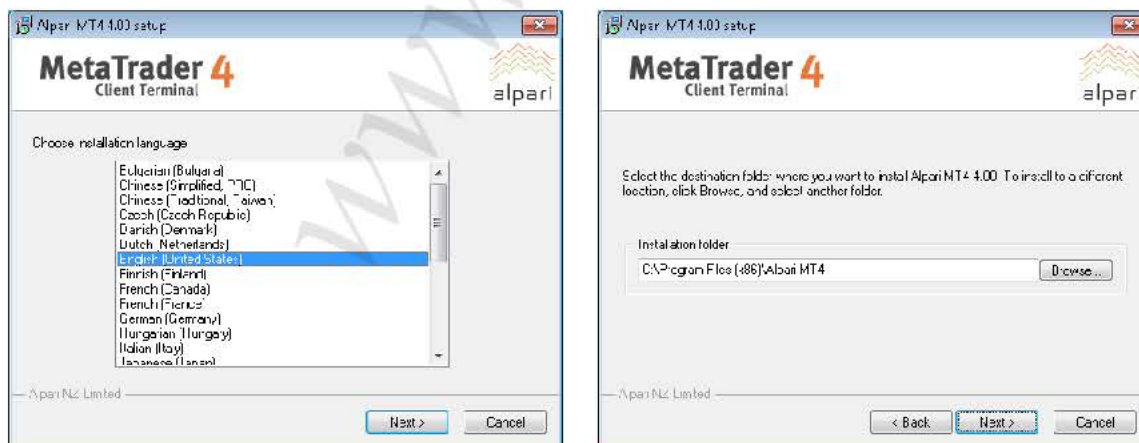 Alpari MT4 4.00 setup
MetaTrader 4
Client Terminal
alpari
Choose installation language
Bulgarian (Bulgaria)
Chinese (Simplified, PRC)
Chinese (Traditional, Taiwan)
Czech (Czech Republic)
Danish (Denmark)
Dutch (Netherlands)
English (United States)
Finnish (Finland)
French (Canada)
French (France)
German (Germany)
Hungarian (Hungary)
Italian (Italy)
Japanese (Japan)
Alpari NZ Limited
Next >
Cancel
Alpari MT4 4.00 setup
MetaTrader 4
Client Terminal
alpari
Select the destination folder where you want to install Alpari MT4 4.00. To install to a different
location, click Browse, and select another folder.
Installation folder
C:\Program Files (x86)\Alpari MT4
Browse...
Alpari NZ Limited
< Back
Next >
Cancel